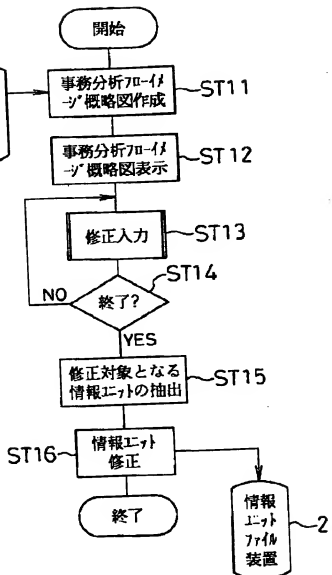 開始
事務分析フローイメ
ージ概略図作成
ST11
事務分析フローイメ
ージ概略図表示
ST12
修正入力
ST13
ST14
NO
終了?
YES
修正対象となる
情報ユニットの抽出
ST15
ST16
情報ユニット
修正
終了
情報
ユニット
ファイル
装置
2